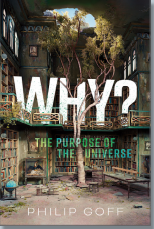 WHY?
THE PURPOSE OF
THE UNIVERSE
PHILIP GOFF